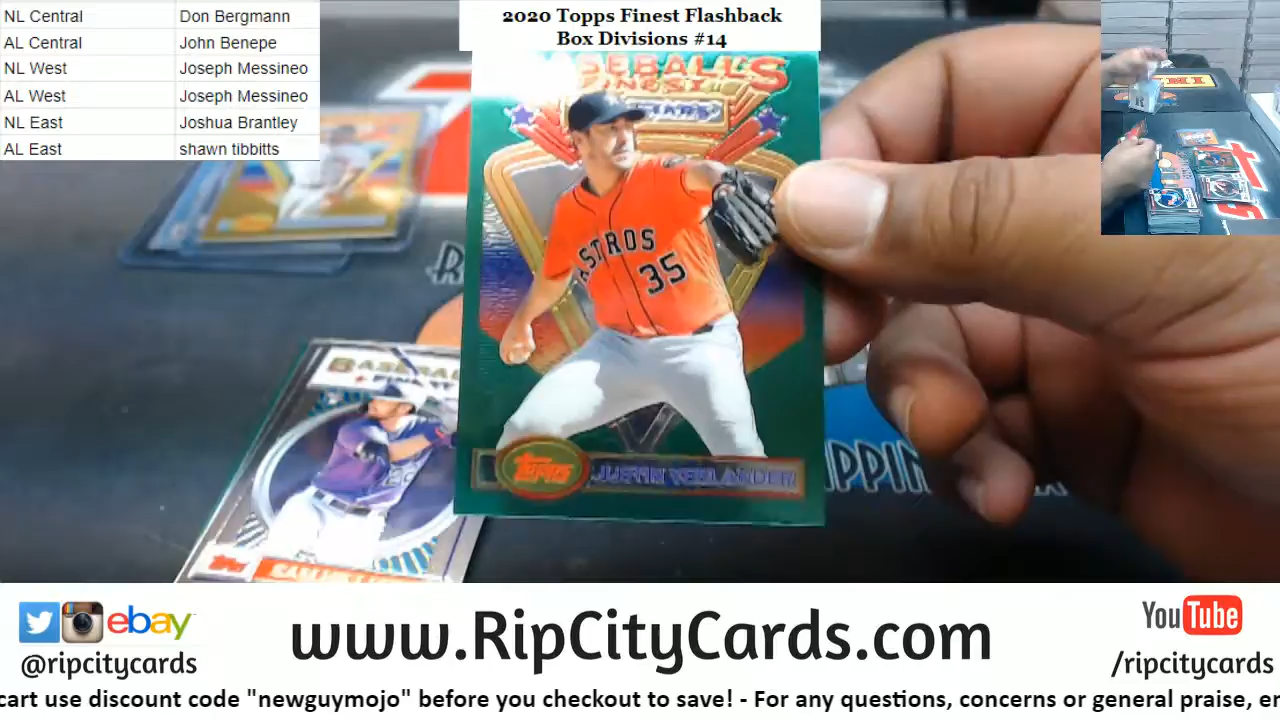 NL Central Don Bergmann
AL Central John Benepe
NL West Joseph Messineo
AL West Joseph Messineo
NL East Joshua Brantley
AL East shawn tibbitts
2020 Topps Finest Flashback
Box Divisions #14
ASTROS
35
TOPPS
JUSTIN VERLANDER
ebay
@ripcitycards
www.RipCityCards.com
YouTube
/ripcitycards
cart use discount code "newguymojo" before you checkout to save! - For any questions, concerns or general praise,